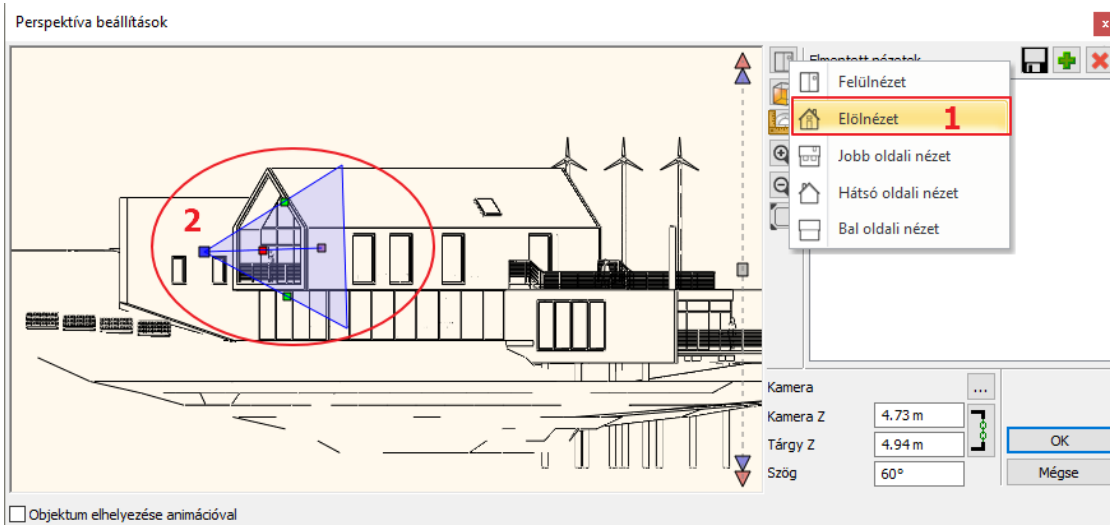 Perspektíva beállítások
x
Elmentett nézetek
Felülnézet
Elölnézet 1
Jobb oldali nézet
Hátsó oldali nézet
Bal oldali nézet
2
Kamera ...
Kamera Z 4.73 m
Tárgy Z 4.94 m
Szög 60°
OK
Mégse
Objektum elhelyezése animációval